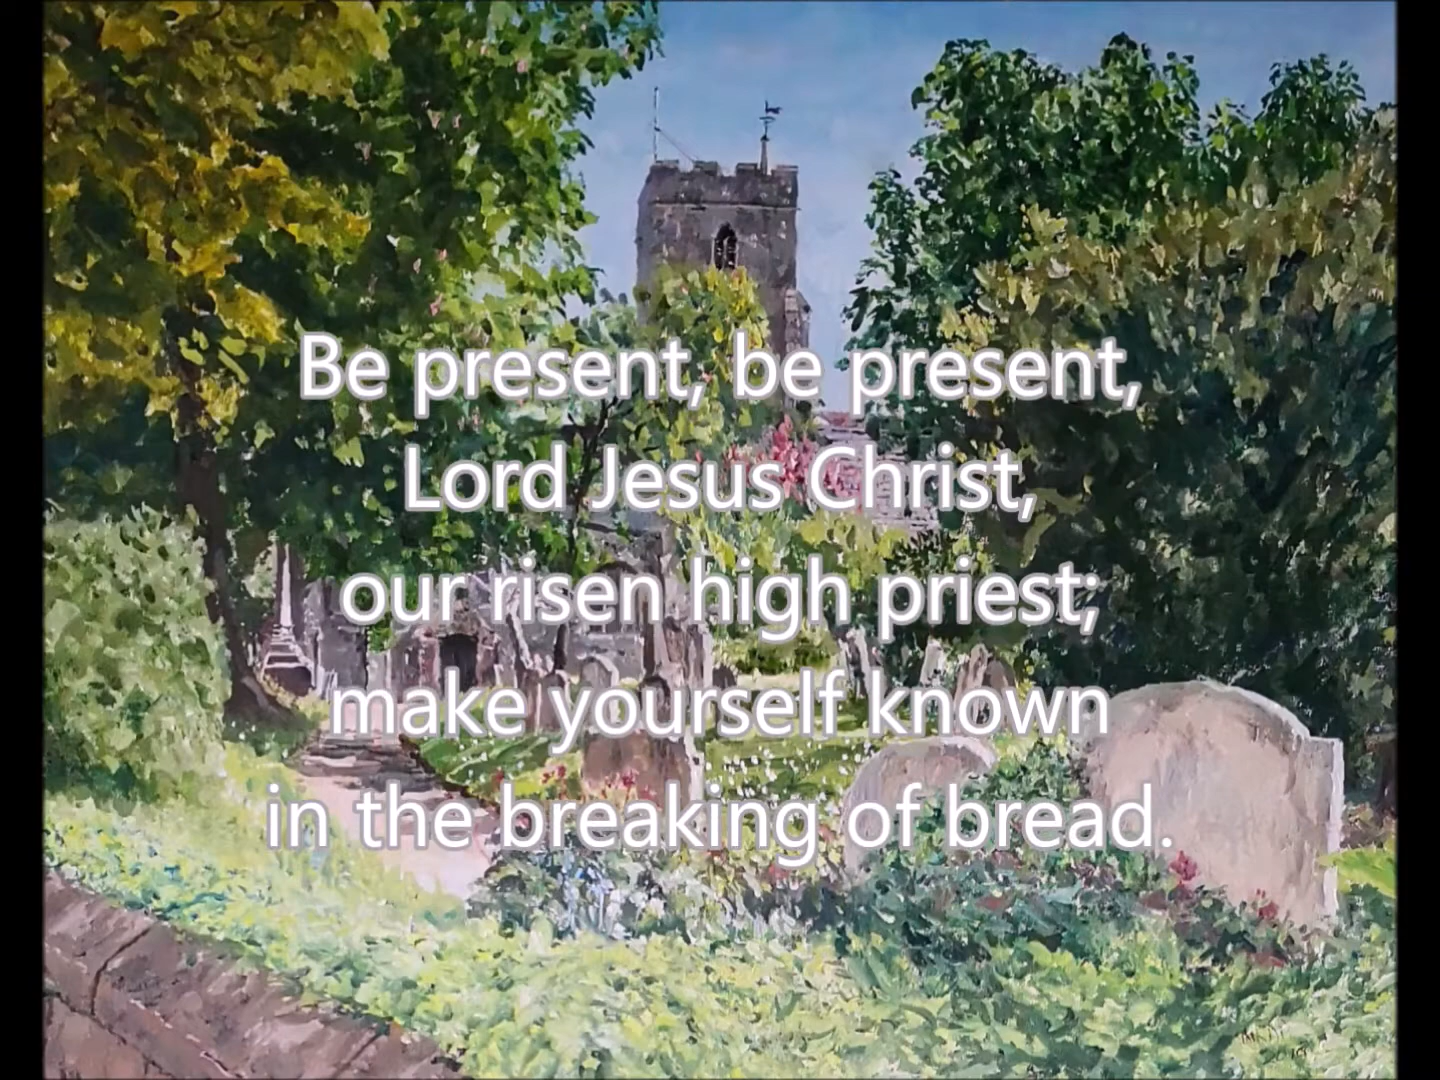 Be present, be present,
Lord Jesus Christ,
our risen high priest;
make yourself known
in the breaking of bread.